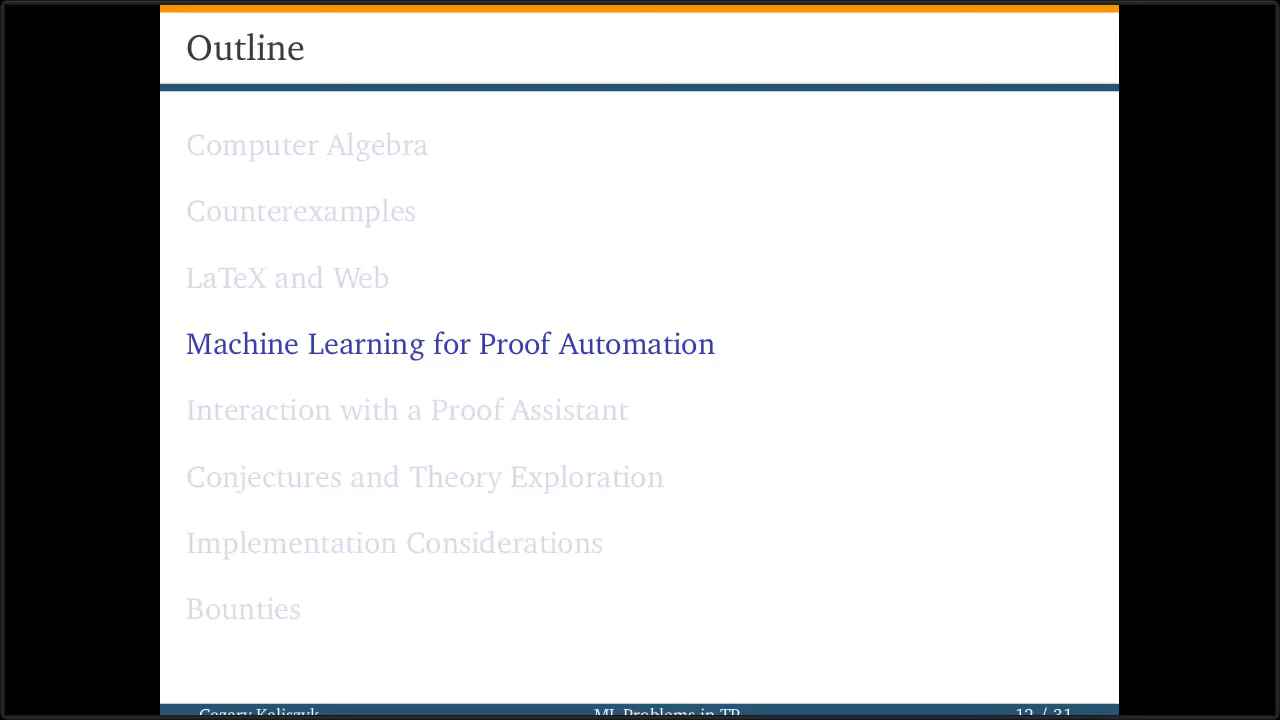 Outline
Computer Algebra
Counterexamples
LaTeX and Web
Machine Learning for Proof Automation
Interaction with a Proof Assistant
Conjectures and Theory Exploration
Implementation Considerations
Bounties
Cezary Kaliszyk ML Problems in TP 12 / 31